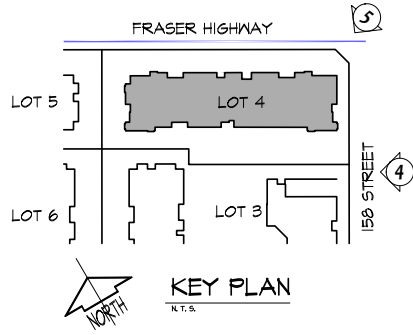 5
FRASER HIGHWAY
LOT 5
LOT 4
158 STREET
4
LOT 6
LOT 3
NORTH
KEY PLAN
N.T.S.